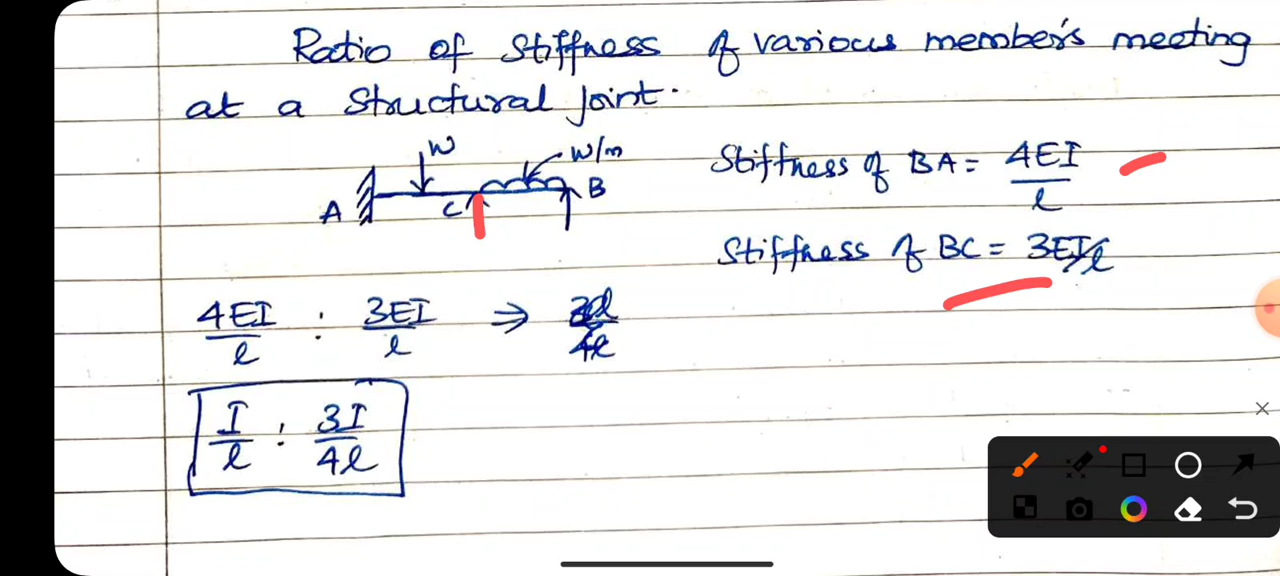 Ratio of Stiffness of various member's meeting
at a Structural Joint.
W
W/m
A
C
B
Stiffness of BA = 4EI/l
Stiffness of BC = 3EI/l
4EI/l : 3EI/l ⇒
I/l : 3I/4l